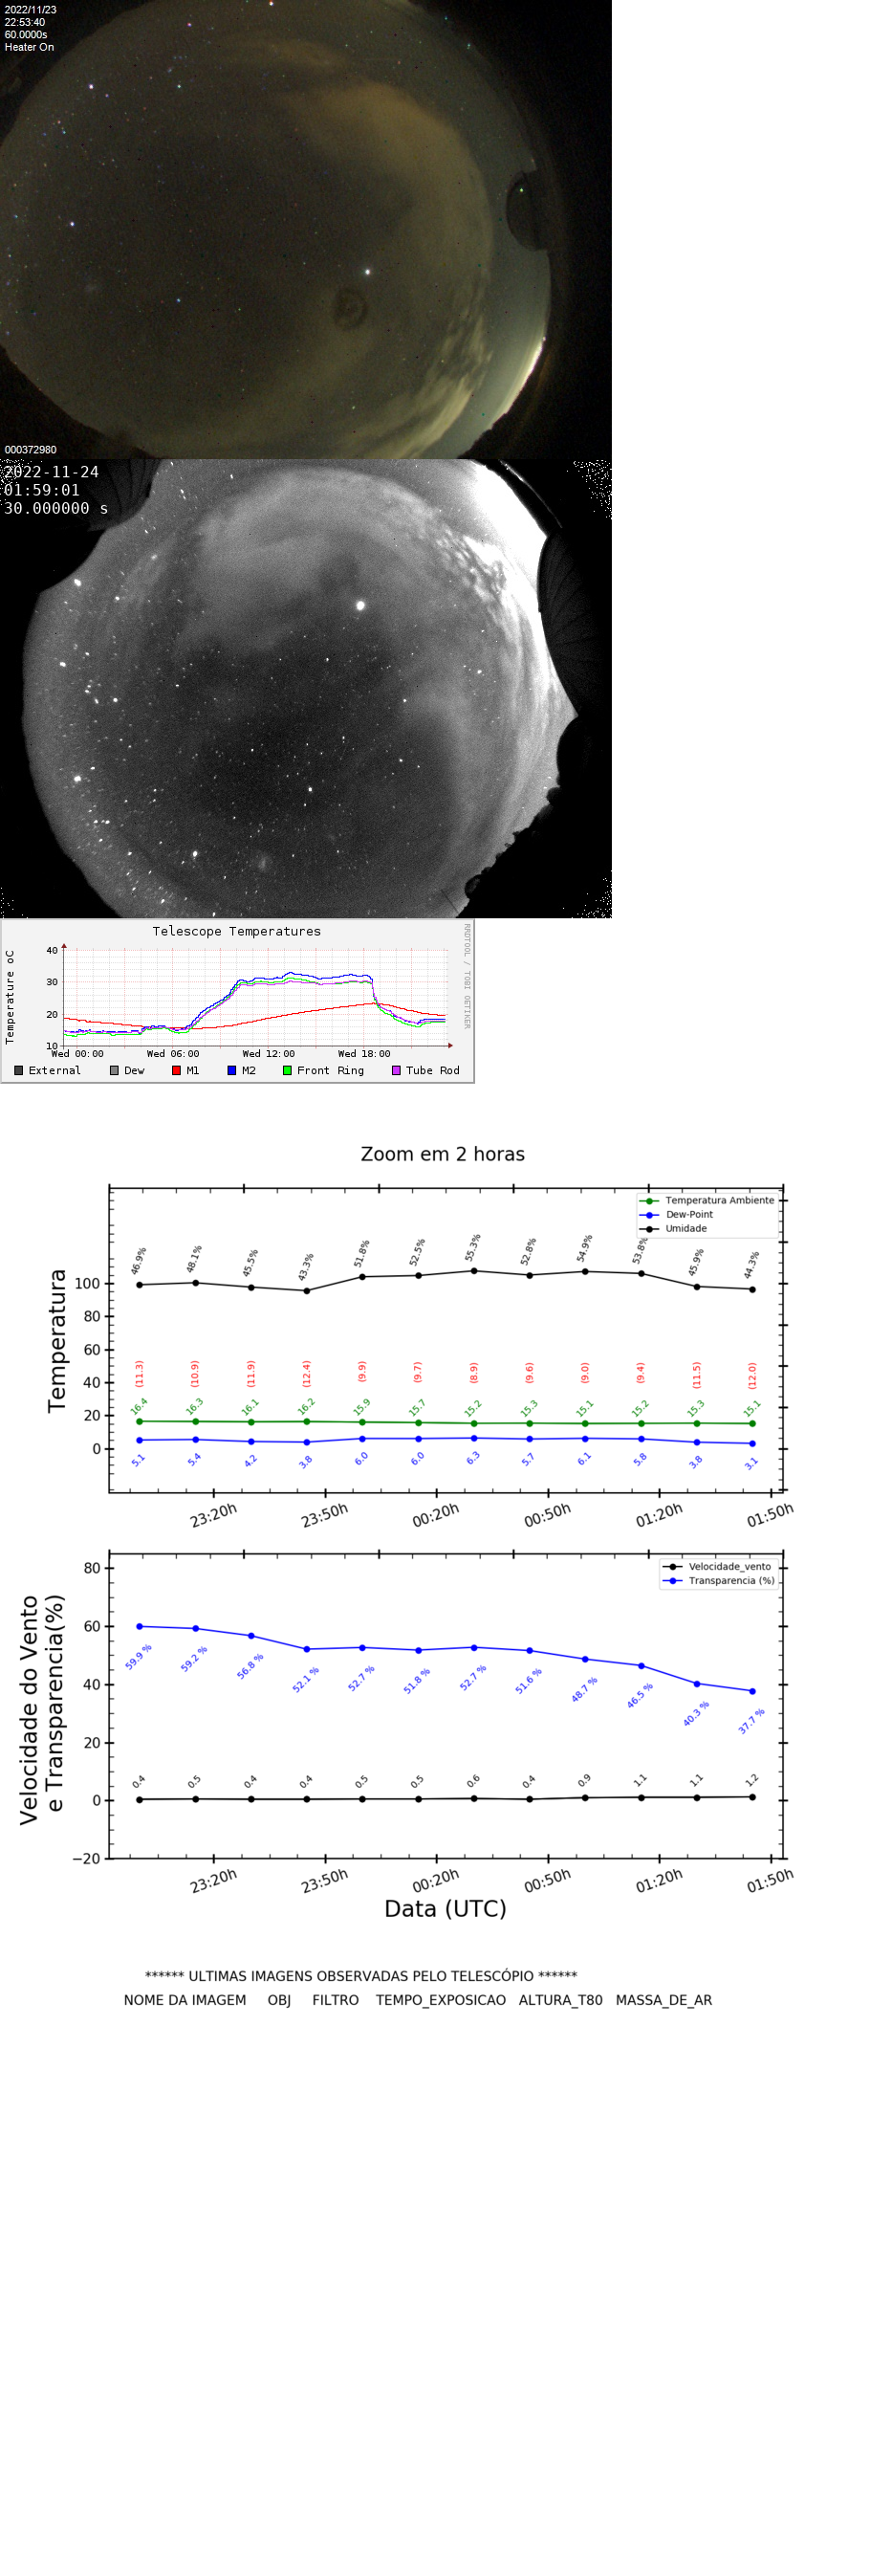 2022/11/23
22:53:40
60.0000s
Heater On
000372980
2022-11-24
01:59:01
30.000000 s
Telescope Temperatures
RRDTOOL / TOBI OETIKER
Temperature oC
40
30
20
10
Wed 00:00 Wed 06:00 Wed 12:00 Wed 18:00
External Dew M1 M2 Front Ring Tube Rod
Zoom em 2 horas
Temperatura Ambiente
Dew-Point
Umidade
Temperatura
100
80
60
40
20
0
46.9% 48.1% 45.5% 43.3% 51.8% 52.5% 55.3% 52.8% 54.9% 53.8% 45.9% 44.3%
(11.3) (10.9) (11.9) (12.4) (9.9) (9.7) (8.9) (9.6) (9.0) (9.4) (11.5) (12.0)
16.4 16.3 16.1 16.2 15.9 15.7 15.2 15.3 15.1 15.2 15.3 15.1
5.1 5.4 4.2 3.8 6.0 6.0 6.3 5.7 6.1 5.8 3.8 3.1
23:20h 23:50h 00:20h 00:50h 01:20h 01:50h
Velocidade_vento
Transparencia (%)
Velocidade do Vento
e Transparencia(%)
80
60
40
20
0
−20
59.9 % 59.2 % 56.8 % 52.1 % 52.7 % 51.8 % 52.7 % 51.6 % 48.7 % 46.5 % 40.3 % 37.7 %
0.4 0.5 0.4 0.4 0.5 0.5 0.6 0.4 0.9 1.1 1.1 1.2
23:20h 23:50h 00:20h 00:50h 01:20h 01:50h
Data (UTC)
****** ULTIMAS IMAGENS OBSERVADAS PELO TELESCÓPIO ******
NOME DA IMAGEM OBJ FILTRO TEMPO_EXPOSICAO ALTURA_T80 MASSA_DE_AR